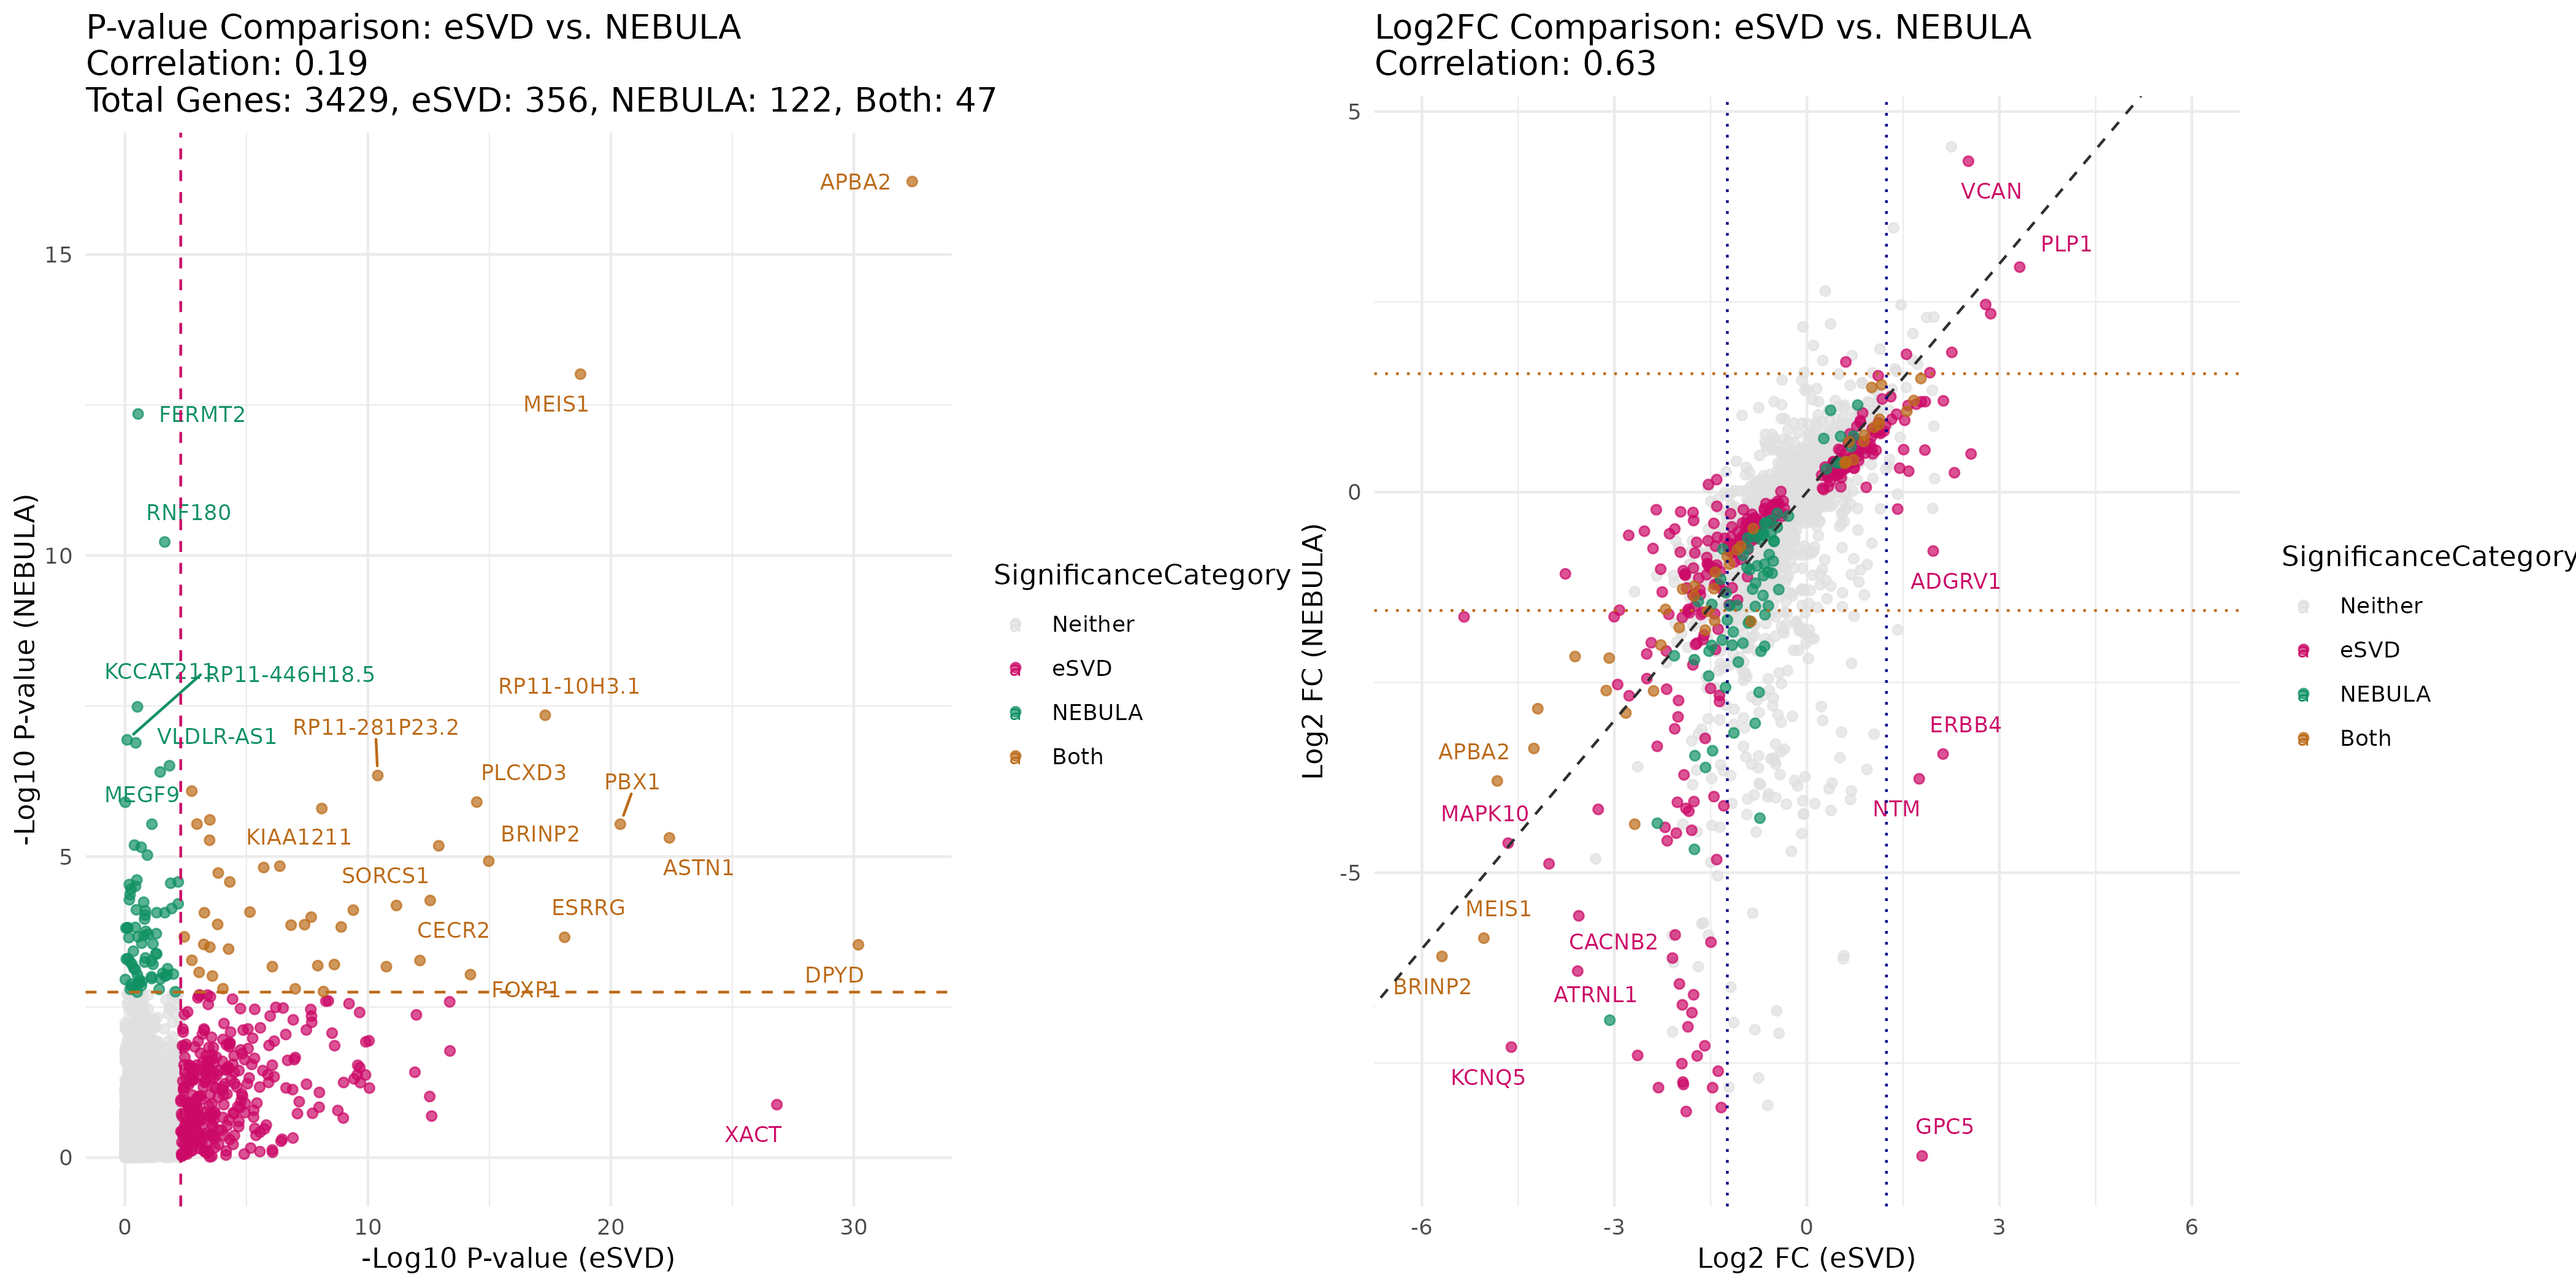 P-value Comparison: eSVD vs. NEBULA
Correlation: 0.19
Total Genes: 3429, eSVD: 356, NEBULA: 122, Both: 47
APBA2
15
MEIS1
FERMT2
RNF180
10
KCCAT211
RP11-446H18.5
RP11-10H3.1
RP11-281P23.2
VLDLR-AS1
PLCXD3
PBX1
MEGF9
KIAA1211
BRINP2
5
ASTN1
SORCS1
ESRRG
CECR2
DPYD
FOXP1
XACT
0
0
10
20
30
-Log10 P-value (eSVD)
-Log10 P-value (NEBULA)
SignificanceCategory
Neither
eSVD
NEBULA
Both
Log2FC Comparison: eSVD vs. NEBULA
Correlation: 0.63
5
VCAN
PLP1
0
ADGRV1
ERBB4
APBA2
NTM
MAPK10
-5
MEIS1
CACNB2
BRINP2
ATRNL1
KCNQ5
GPC5
-6
-3
0
3
6
Log2 FC (eSVD)
Log2 FC (NEBULA)
SignificanceCategory
Neither
eSVD
NEBULA
Both